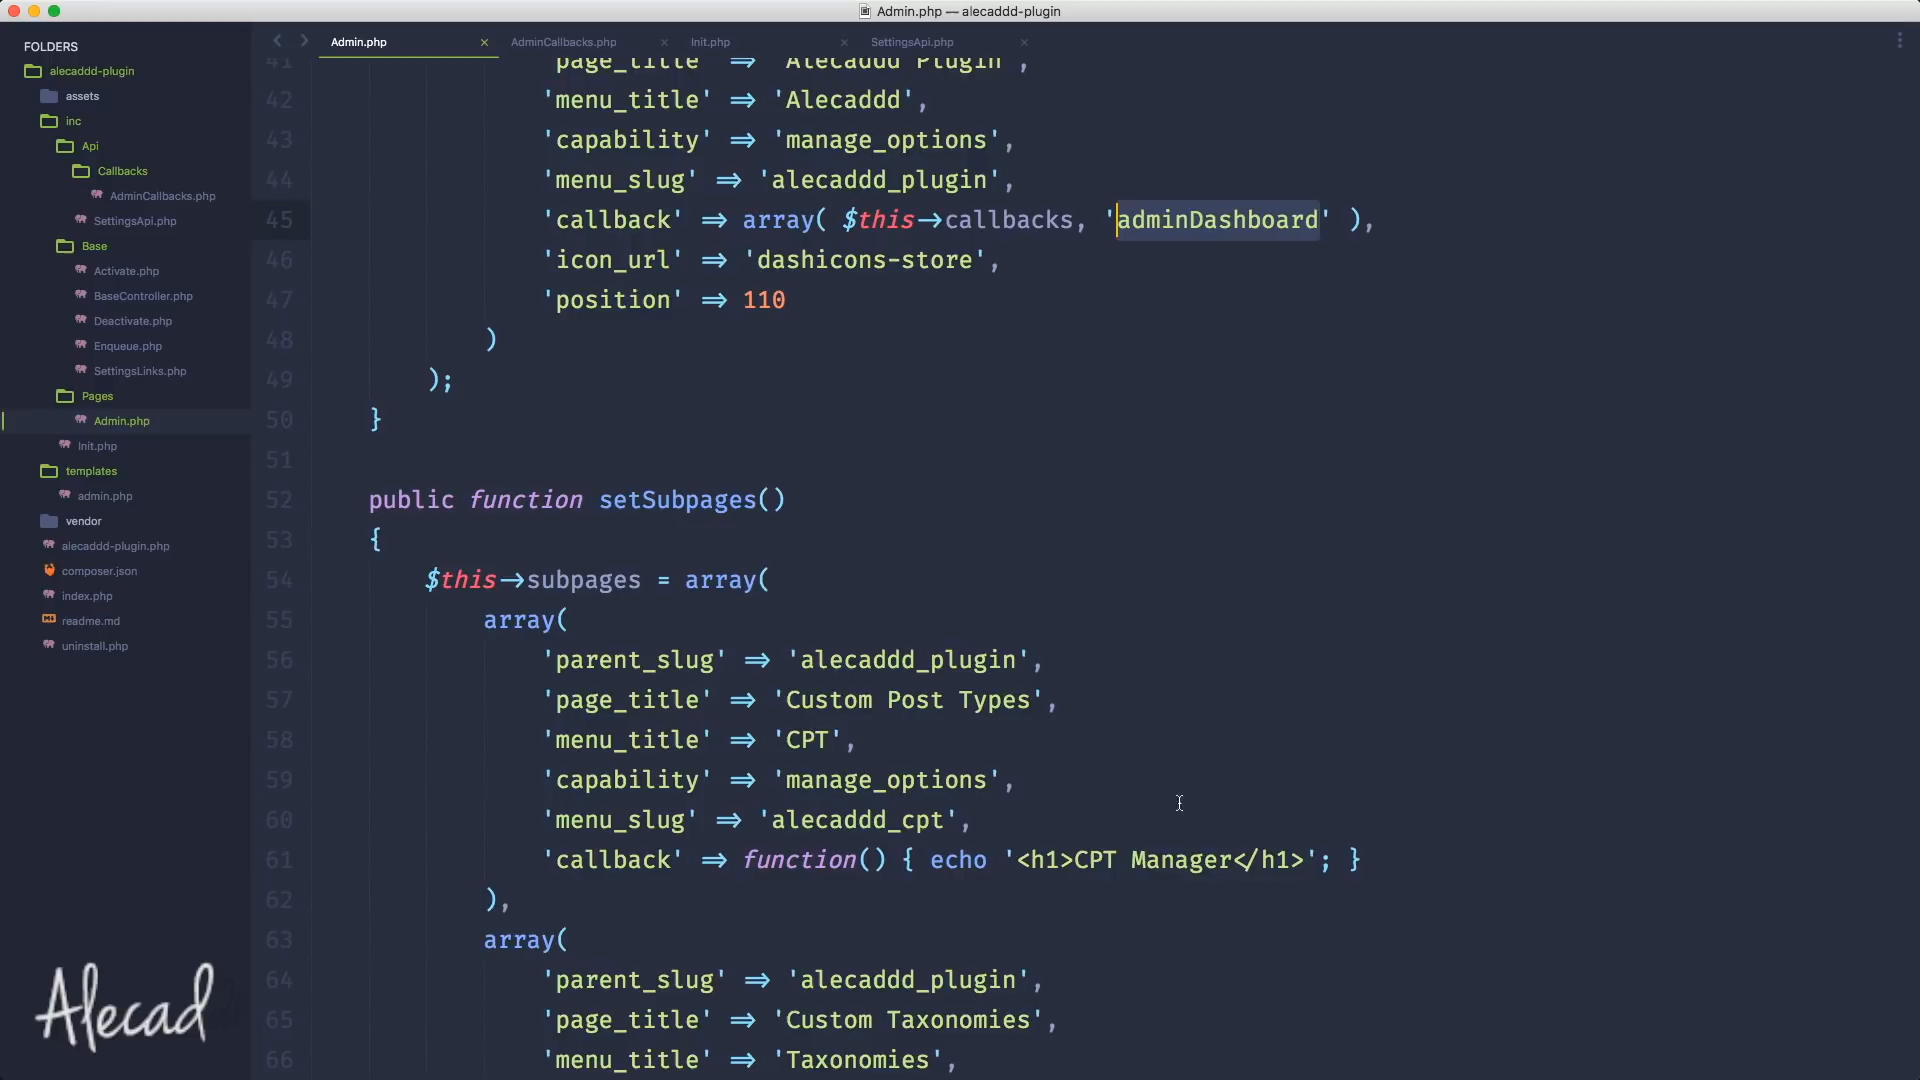 Admin.php — alecaddd-plugin
FOLDERS
alecaddd-plugin
assets
inc
Api
Callbacks
AdminCallbacks.php
SettingsApi.php
Base
Activate.php
BaseController.php
Deactivate.php
Enqueue.php
SettingsLinks.php
Pages
Admin.php
Init.php
templates
admin.php
vendor
alecaddd-plugin.php
composer.json
index.php
readme.md
uninstall.php
Alecad
Admin.php × AdminCallbacks.php × Init.php × SettingsApi.php ×
41 'page_title' => 'Alecaddd Plugin',
42 'menu_title' => 'Alecaddd',
43 'capability' => 'manage_options',
44 'menu_slug' => 'alecaddd_plugin',
45 'callback' => array( $this->callbacks, 'adminDashboard' ),
46 'icon_url' => 'dashicons-store',
47 'position' => 110
48 )
49 );
50 }
51
52 public function setSubpages()
53 {
54 $this->subpages = array(
55 array(
56 'parent_slug' => 'alecaddd_plugin',
57 'page_title' => 'Custom Post Types',
58 'menu_title' => 'CPT',
59 'capability' => 'manage_options',
60 'menu_slug' => 'alecaddd_cpt',
61 'callback' => function() { echo '<h1>CPT Manager</h1>'; }
62 ),
63 array(
64 'parent_slug' => 'alecaddd_plugin',
65 'page_title' => 'Custom Taxonomies',
66 'menu_title' => 'Taxonomies',